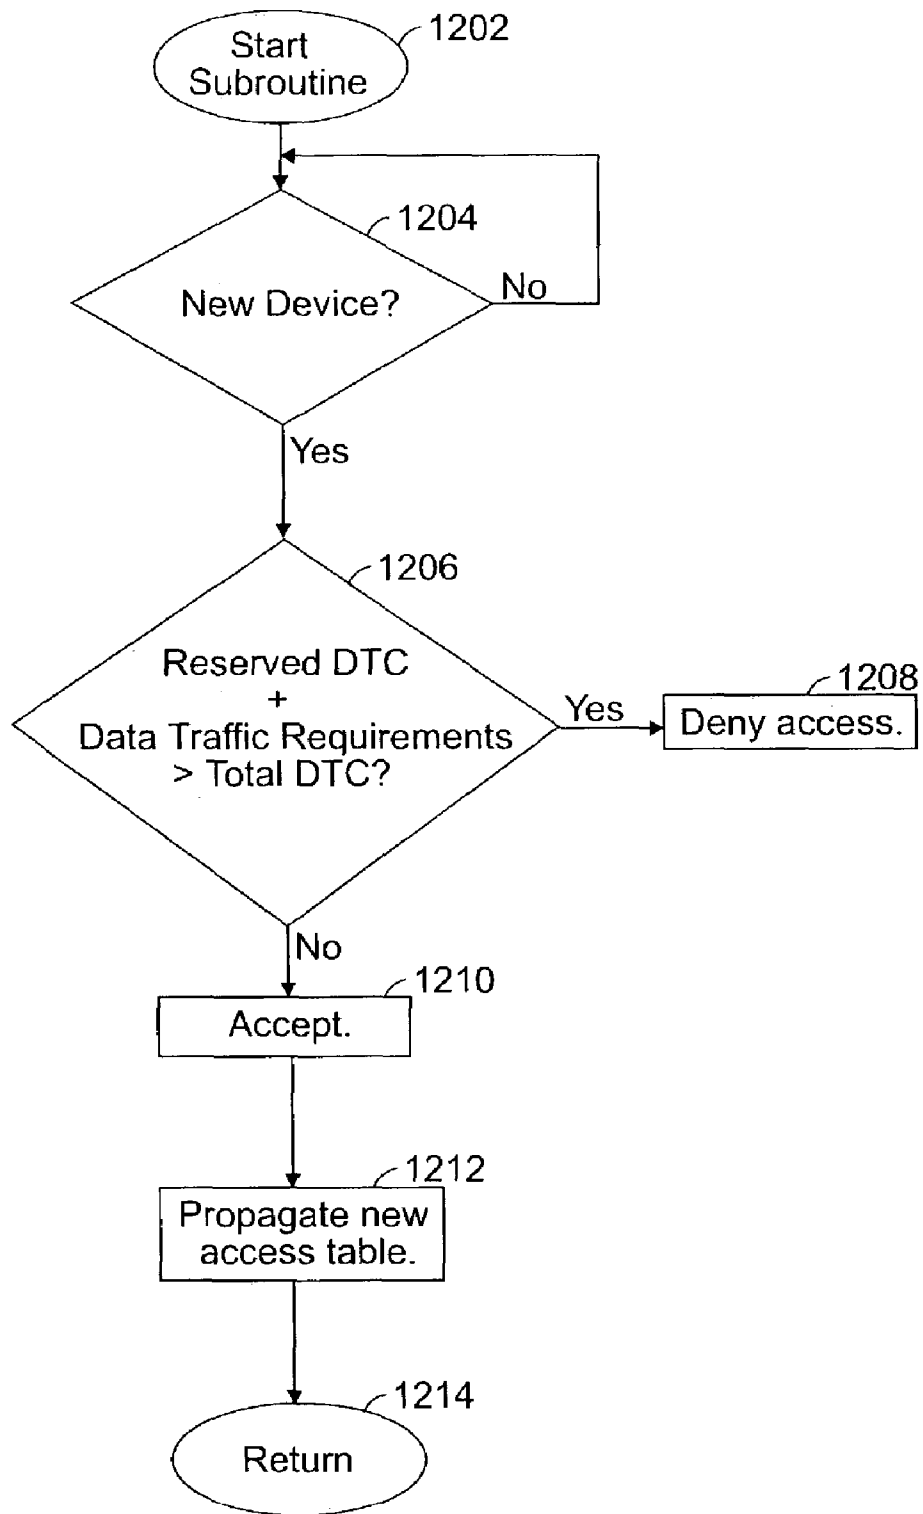 1202
Start
Subroutine
1204
New Device?
No
Yes
1206
Reserved DTC
+
Data Traffic Requirements
> Total DTC?
Yes
1208
Deny access.
No
1210
Accept.
1212
Propagate new
access table.
1214
Return